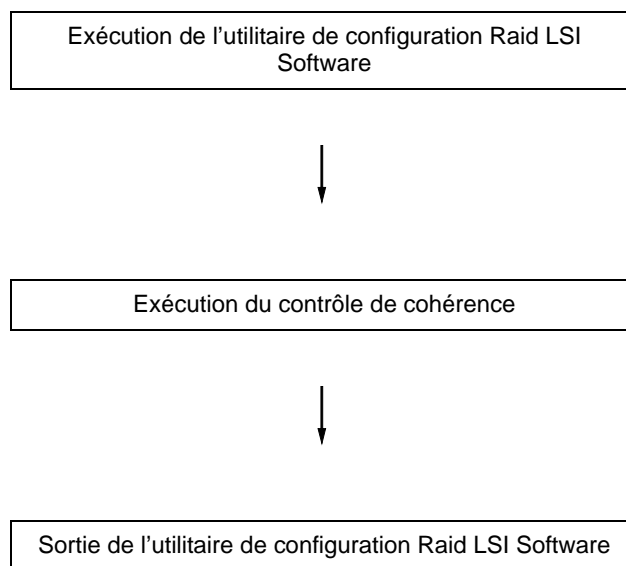 Exécution de l’utilitaire de configuration Raid LSI
Software
Exécution du contrôle de cohérence
Sortie de l’utilitaire de configuration Raid LSI Software